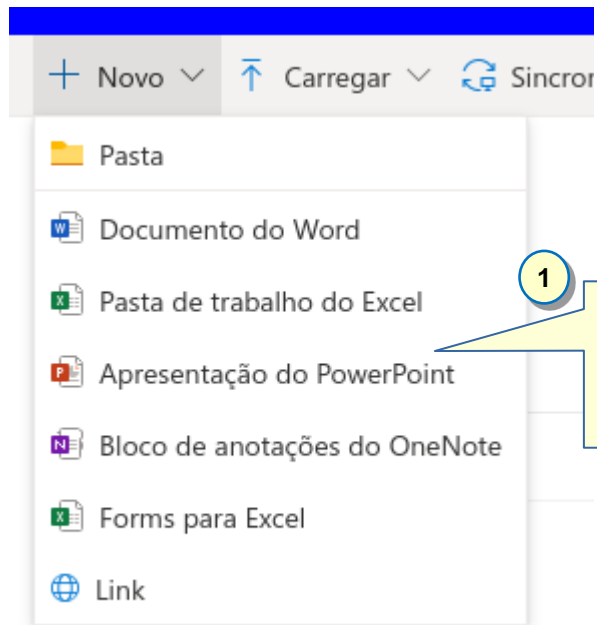 Novo Carregar Sincror
Pasta
Documento do Word
Pasta de trabalho do Excel
1
Apresentação do PowerPoint
Bloco de anotações do OneNote
Forms para Excel
Link